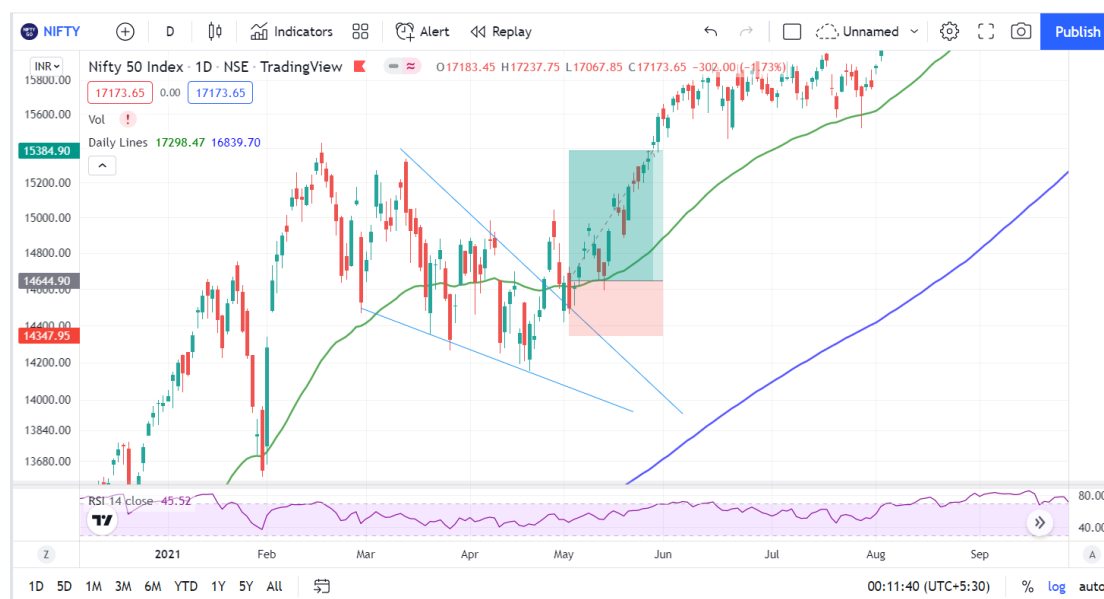 NIFTY 50 NIFTY D Indicators Alert Replay Unnamed Publish
INR Nifty 50 Index · 1D · NSE · TradingView O17183.45 H17237.75 L17067.85 C17173.65 −302.00 (−1.73%)
17173.65 0.00 17173.65
Vol !
Daily Lines 17298.47 16839.70
15800.00
15600.00
15384.90
15200.00
15000.00
14800.00
14644.90
14600.00
14400.00
14347.95
14200.00
14000.00
13840.00
13680.00
RSI 14 close 45.52
80.00
40.00
Z 2021 Feb Mar Apr May Jun Jul Aug Sep A
1D 5D 1M 3M 6M YTD 1Y 5Y All 00:11:40 (UTC+5:30) % log auto